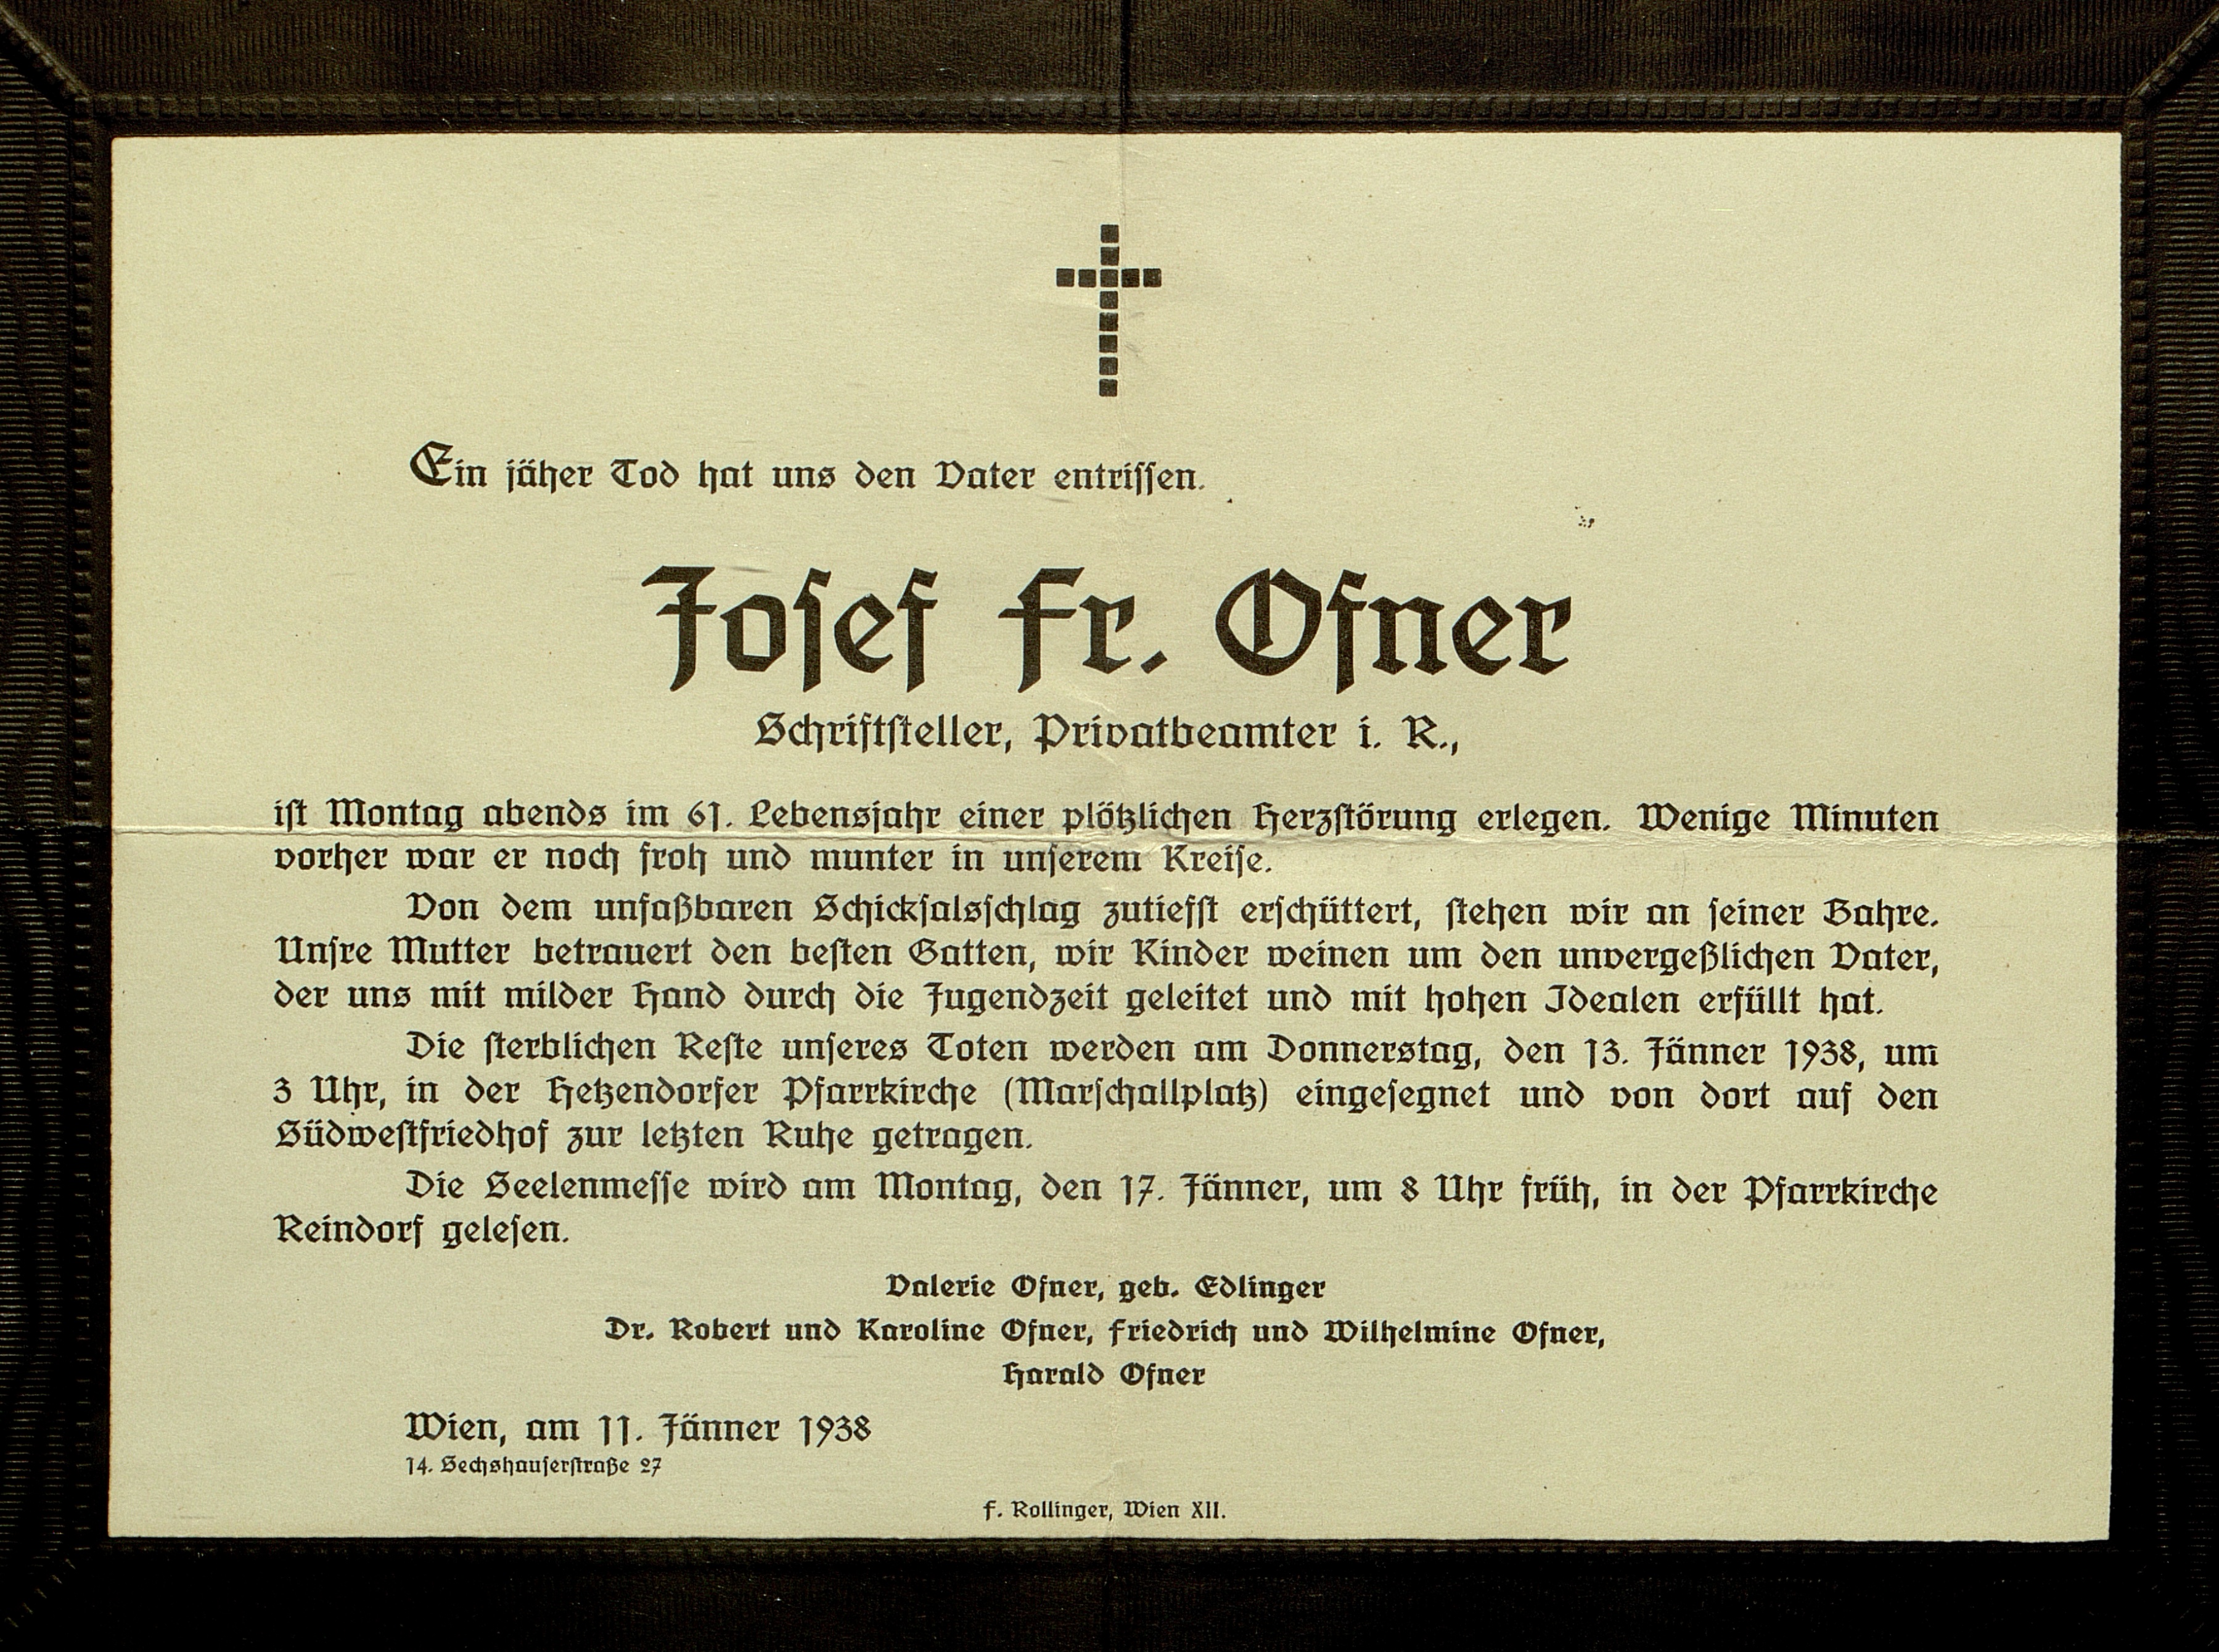 Ein jäher Tod hat uns den Vater entrissen.
Josef Fr. Ofner
Schriftsteller, Privatbeamter i. R.,
ist Montag abends im 61. Lebensjahr einer plötzlichen Herzstörung erlegen. Wenige Minuten
vorher war er noch froh und munter in unserem Kreise.
Von dem unfaßbaren Schicksalsschlag zutiefst erschüttert, stehen wir an seiner Bahre.
Unsre Mutter betrauert den besten Gatten, wir Kinder weinen um den unvergeßlichen Vater,
der uns mit milder Hand durch die Jugendzeit geleitet und mit hohen Idealen erfüllt hat.
Die sterblichen Reste unseres Toten werden am Donnerstag, den 13. Jänner 1938, um
3 Uhr, in der Hetzendorfer Pfarrkirche (Marschallplatz) eingesegnet und von dort auf den
Südwestfriedhof zur letzten Ruhe getragen.
Die Seelenmesse wird am Montag, den 17. Jänner, um 8 Uhr früh, in der Pfarrkirche
Reindorf gelesen.
Valerie Ofner, geb. Edlinger
Dr. Robert und Karoline Ofner, Friedrich und Wilhelmine Ofner,
Harald Ofner
Wien, am 11. Jänner 1938
14. Sechshauserstraße 27
F. Rollinger, Wien XII.